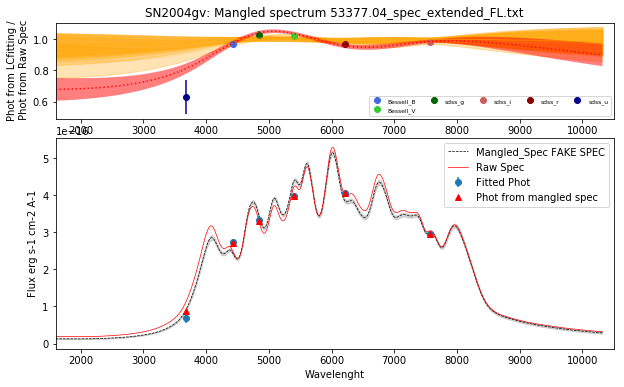 SN2004gv: Mangled spectrum 53377.04_spec_extended_FL.txt
Phot from LCfitting /
Phot from Raw Spec
1.0
0.8
0.6
Bessell_B sdss_g sdss_i sdss_r sdss_u
Bessell_V
2000 3000 4000 5000 6000 7000 8000 9000 10000
1e−16
Flux erg s-1 cm-2 A-1
5
4
3
2
1
0
Mangled_Spec FAKE SPEC
Raw Spec
Fitted Phot
Phot from mangled spec
2000 3000 4000 5000 6000 7000 8000 9000 10000
Wavelenght